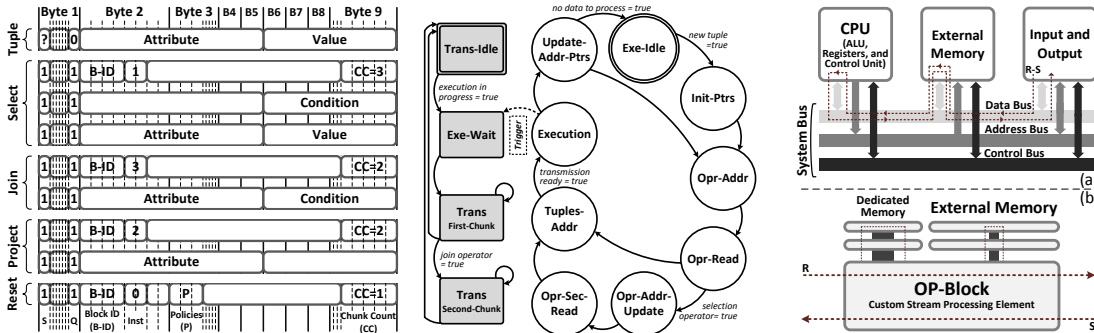 Byte 1 Byte 2 Byte 3 B4 B5 B6 B7 B8 Byte 9
Tuple
? 0 Attribute Value
Select
1 1 B-ID 1 CC=3
1 1 Condition
1 1 Attribute Value
Join
1 1 B-ID 3 CC=2
1 1 Attribute Condition
Project
1 1 B-ID 2 CC=2
1 1 Attribute
Reset
1 1 B-ID 0 P CC=1
S Q Block ID (B-ID) Inst Policies (P) Chunk Count (CC)
Trans-Idle
execution in
progress = true
Exe-Wait
Trigger
Trans
First-Chunk
join operator
= true
Trans
Second-Chunk
no data to process = true
Update-
Addr-Ptrs
Exe-Idle
new tuple
=true
Init-Ptrs
Execution
transmission
ready = true
Opr-Addr
Tuples-
Addr
Opr-Read
Opr-Sec-
Read
Opr-Addr-
Update
selection
operator= true
CPU
(ALU,
Registers, and
Control Unit)
External
Memory
Input and
Output
R-S
System Bus
Data Bus
Address Bus
Control Bus
(a
(b
Dedicated
Memory
External Memory
R
OP-Block
Custom Stream Processing Element
S